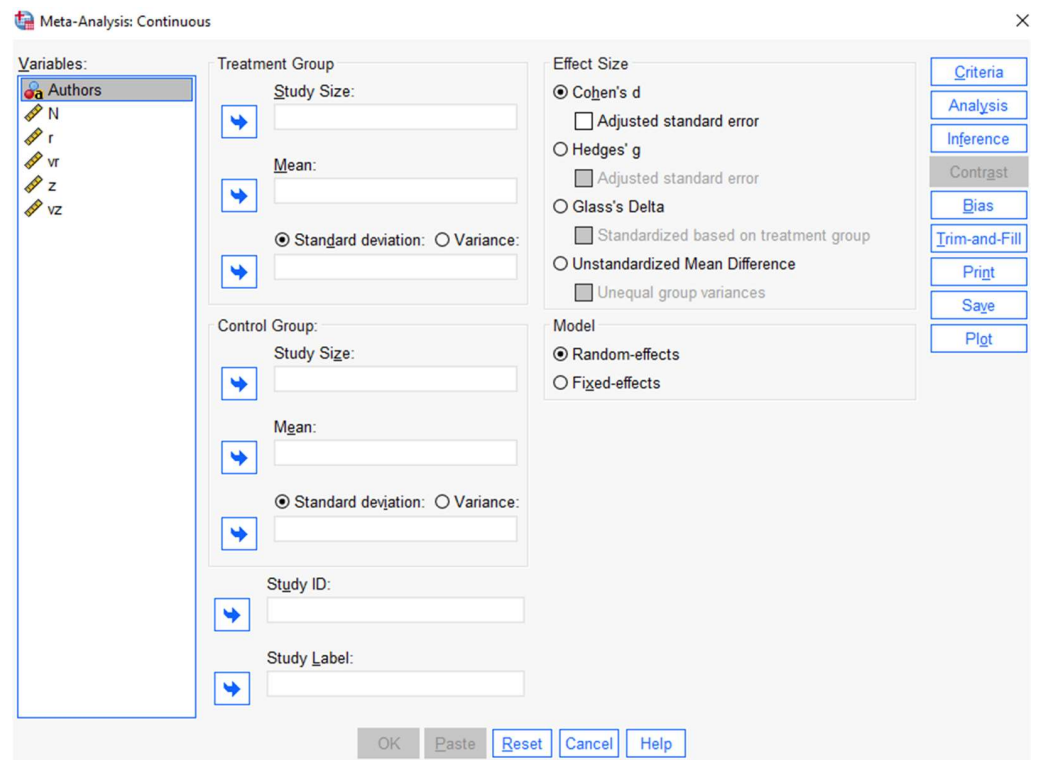 Meta-Analysis: Continuous
Variables:
Authors
N
r
vr
z
vz
Treatment Group
Study Size:
Mean:
Standard deviation: Variance:
Control Group:
Study Size:
Mean:
Standard deviation: Variance:
Study ID:
Study Label:
Effect Size
Cohen's d
Adjusted standard error
Hedges' g
Adjusted standard error
Glass's Delta
Standardized based on treatment group
Unstandardized Mean Difference
Unequal group variances
Model
Random-effects
Fixed-effects
Criteria
Analysis
Inference
Contrast
Bias
Trim-and-Fill
Print
Save
Plot
OK Paste Reset Cancel Help